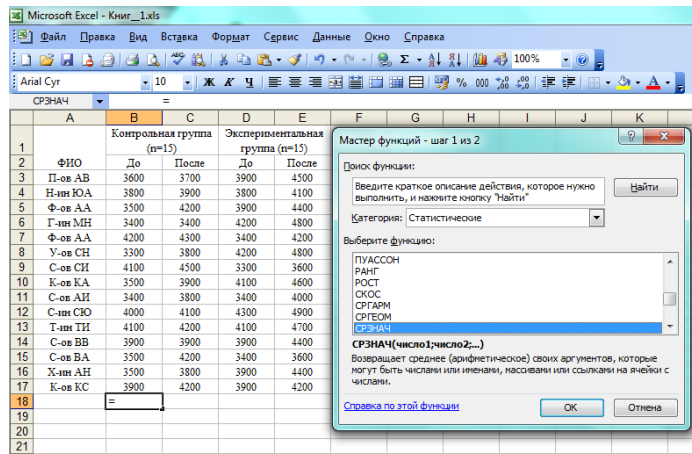 Microsoft Excel - Книг__1.xls
Файл Правка Вид Вставка Формат Сервис Данные Окно Справка
100%
Arial Cyr 10 Ж К Ч % 000
СРЗНАЧ =
A B C D E F G H I J K
1 Контрольная группа (n=15) Экспериментальная группа (n=15)
2 ФИО До После До После
3 П-ов АВ 3600 3700 3900 4500
4 Н-ин ЮА 3800 3900 3800 4100
5 Ф-ов АА 3500 4200 3900 4400
6 Г-ин МН 3400 3400 4200 4800
7 Ф-ов АА 4200 4300 3400 4200
8 У-ов СН 3300 3800 4200 4800
9 С-ов СИ 4100 4500 3300 3600
10 К-ов КА 3500 3900 4100 4600
11 С-ов АИ 3400 3800 3400 4000
12 С-ин СЮ 4000 4100 4300 4900
13 Т-ин ТИ 4100 4200 4100 4700
14 С-ов ВВ 3900 3900 3900 4400
15 С-ов ВА 3500 4200 3400 3600
16 Х-ин АН 3500 3800 3900 4400
17 К-ов КС 3900 4200 3900 4200
18 =
19
20
21
Мастер функций - шаг 1 из 2
Поиск функции:
Введите краткое описание действия, которое нужно
выполнить, и нажмите кнопку "Найти"
Найти
Категория: Статистические
Выберите функцию:
ПУАССОН
РАНГ
РОСТ
СКОС
СРГАРМ
СРГЕОМ
СРЗНАЧ
СРЗНАЧ(число1;число2;...)
Возвращает среднее (арифметическое) своих аргументов, которые
могут быть числами или именами, массивами или ссылками на ячейки с
числами.
Справка по этой функции
ОК Отмена